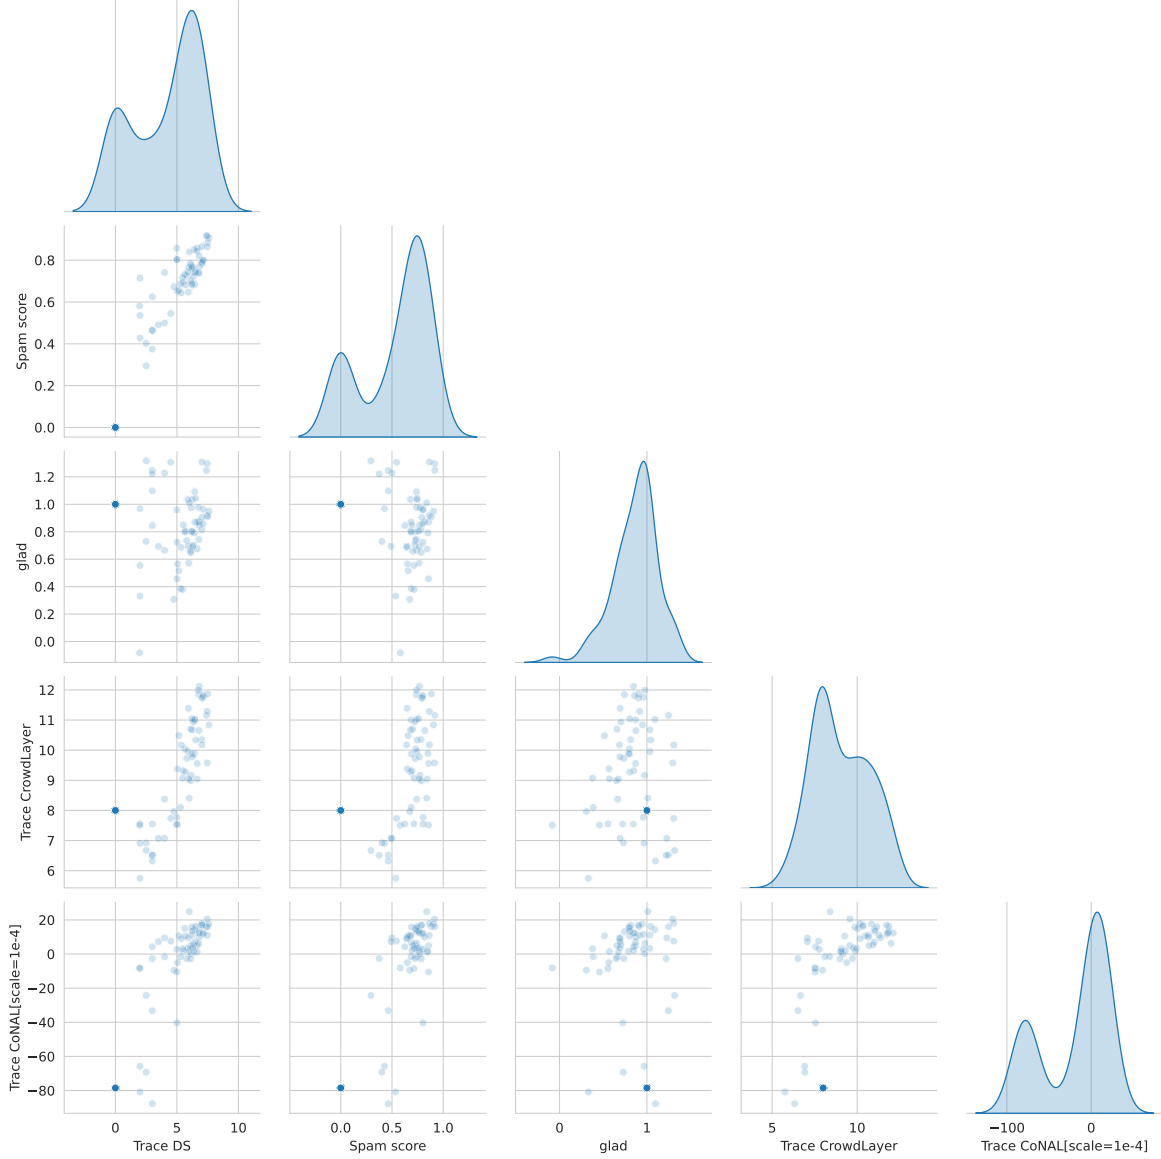 Spam score
0.8
0.6
0.4
0.2
0.0
glad
1.2
1.0
0.8
0.6
0.4
0.2
0.0
Trace CrowdLayer
12
11
10
9
8
7
6
Trace CoNAL[scale=1e-4]
20
0
−20
−40
−60
−80
0 5 10
Trace DS
0.0 0.5 1.0
Spam score
0 1
glad
5 10
Trace CrowdLayer
−100 0
Trace CoNAL[scale=1e-4]